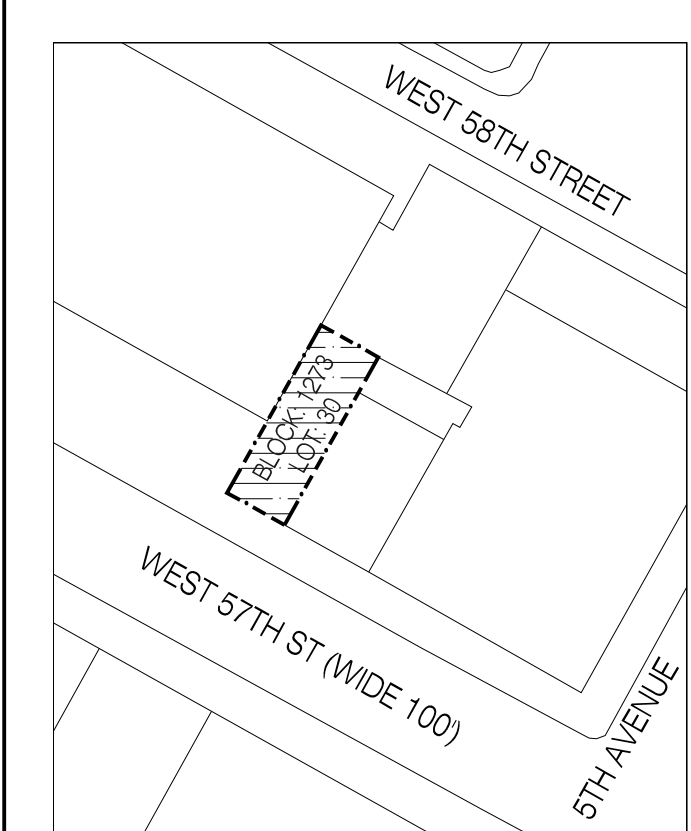 WEST 58TH STREET
BLOCK: 1273
LOT: 30
WEST 57TH ST (WIDE 100')
5TH AVENUE